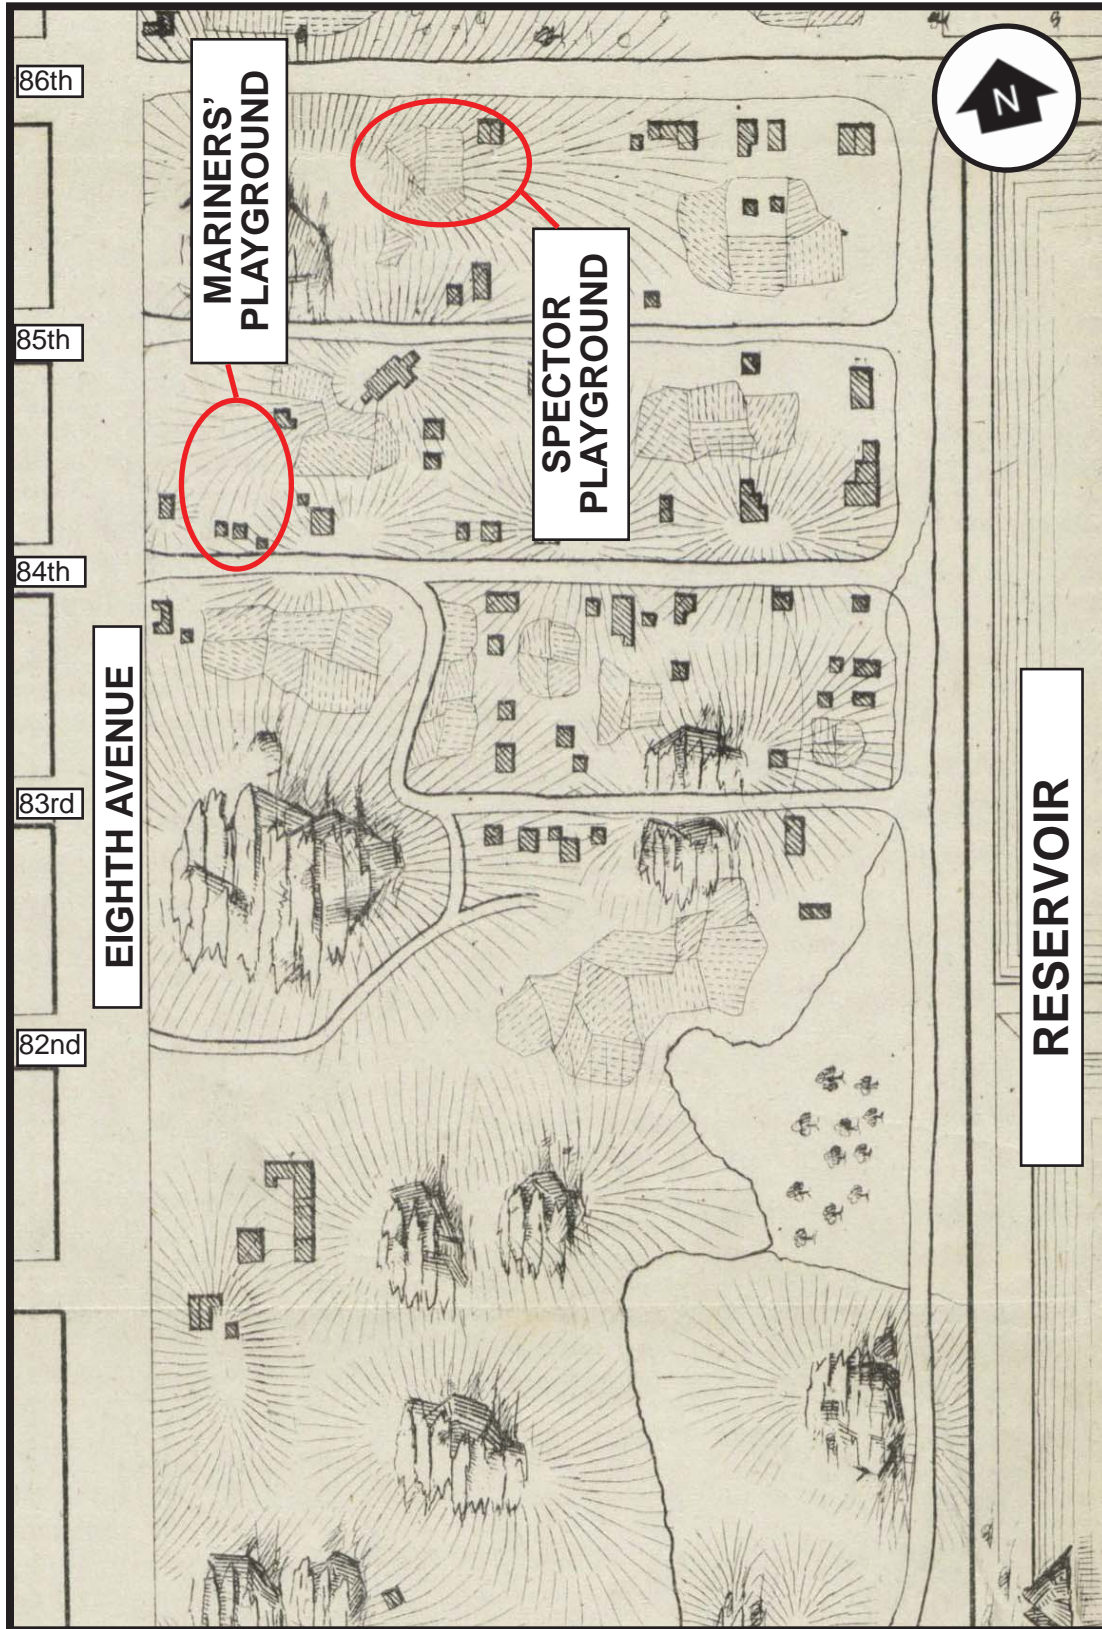 86th
MARINERS'
PLAYGROUND
N
SPECTOR
PLAYGROUND
85th
84th
EIGHTH AVENUE
83rd
RESERVOIR
82nd